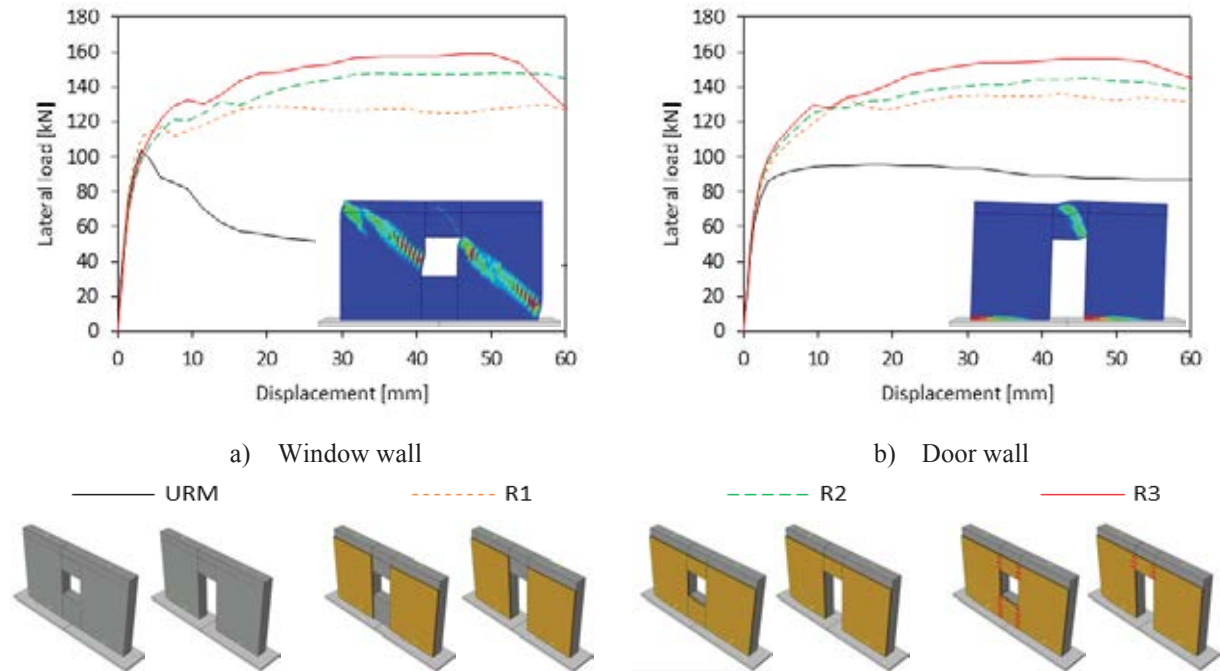 180
160
140
120
100
80
60
40
20
0
Lateral load [kN]
0 10 20 30 40 50 60
Displacement [mm]
180
160
140
120
100
80
60
40
20
0
Lateral load [kN]
0 10 20 30 40 50 60
Displacement [mm]
a) Window wall
b) Door wall
URM R1 R2 R3